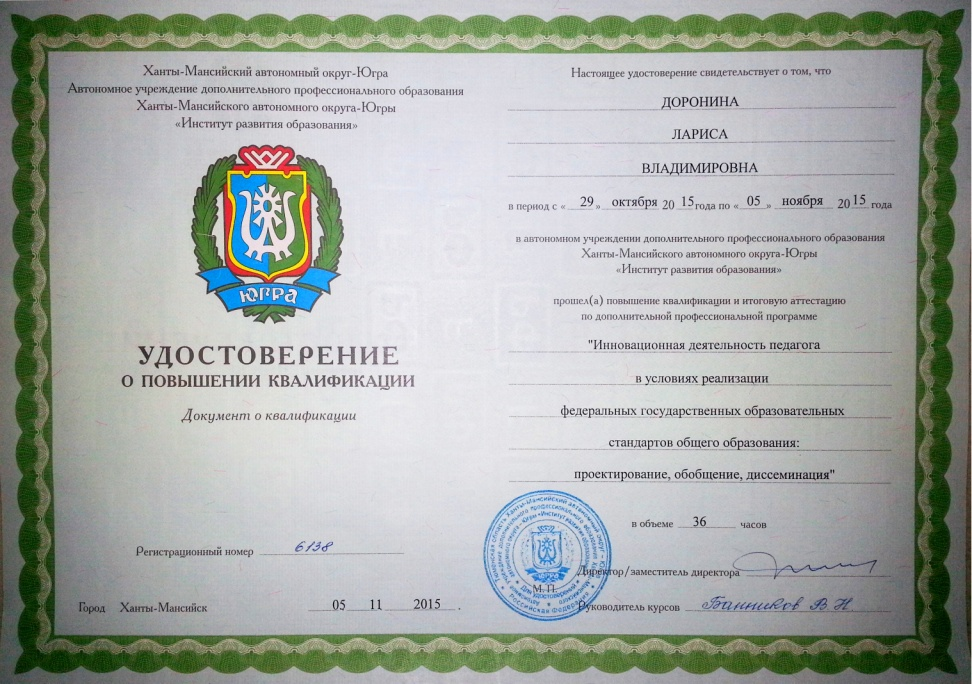 Ханты-Мансийский автономный округ-Югра
Автономное учреждение дополнительного профессионального образования
Ханты-Мансийского автономного округа-Югры
«Институт развития образования»
ЮГРА
УДОСТОВЕРЕНИЕ
О ПОВЫШЕНИИ КВАЛИФИКАЦИИ
Документ о квалификации
Регистрационный номер 6138
Город Ханты-Мансийск 05 11 2015 .
Настоящее удостоверение свидетельствует о том, что
ДОРОНИНА
ЛАРИСА
ВЛАДИМИРОВНА
в период с « 29 » октября 20 15 года по « 05 » ноября 20 15 года
в автономном учреждении дополнительного профессионального образования
Ханты-Мансийского автономного округа-Югры
«Институт развития образования»
прошел(а) повышение квалификации и итоговую аттестацию
по дополнительной профессиональной программе
"Инновационная деятельность педагога
в условиях реализации
федеральных государственных образовательных
стандартов общего образования:
проектирование, обобщение, диссеминация"
в объеме 36 часов
Директор/заместитель директора
М. П.
Руководитель курсов Банников В Н
ЮГРА
Для удостоверений
Российская Федерация